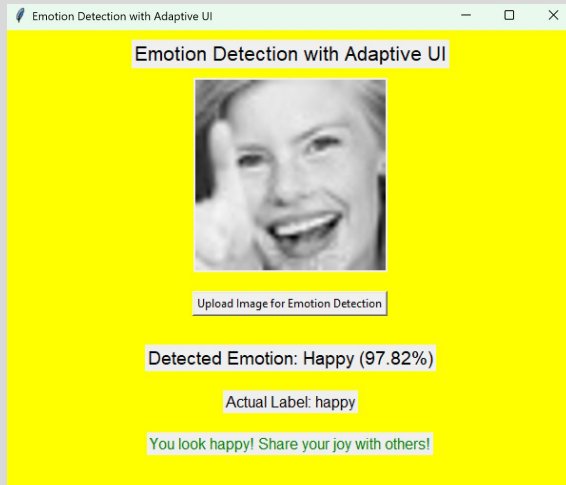 Emotion Detection with Adaptive UI
Emotion Detection with Adaptive UI
Upload Image for Emotion Detection
Detected Emotion: Happy (97.82%)
Actual Label: happy
You look happy! Share your joy with others!